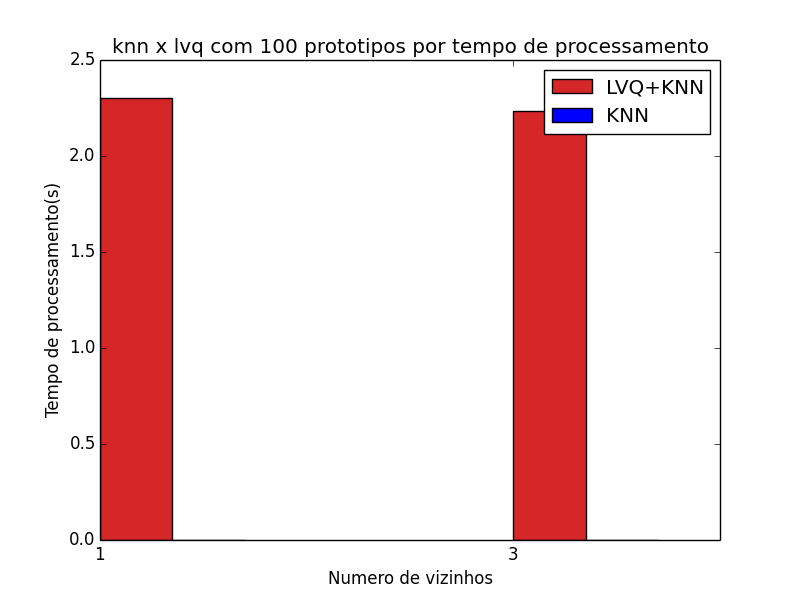 knn x lvq com 100 prototipos por tempo de processamento
2.5
2.0
1.5
1.0
0.5
0.0
Tempo de processamento(s)
LVQ+KNN
KNN
1
3
Numero de vizinhos